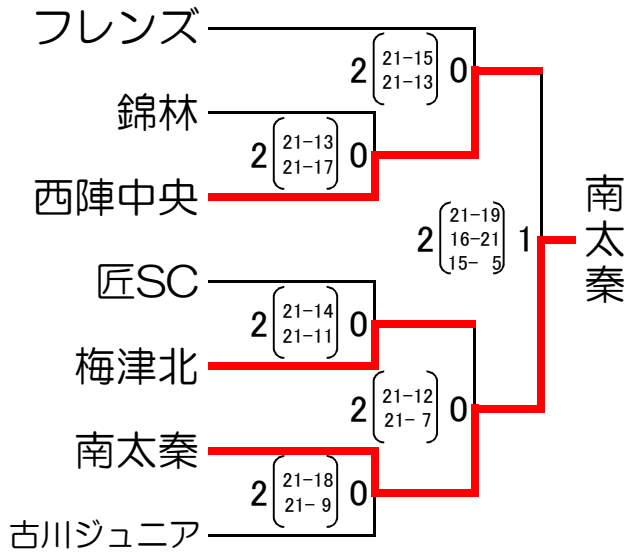 フレンズ
2 21-15 0
21-13
錦林
2 21-13 0
21-17
西陣中央
2 21-19 1
16-21
15- 5
南太秦
匠SC
2 21-14 0
21-11
梅津北
2 21-12 0
21- 7
南太秦
2 21-18 0
21- 9
古川ジュニア